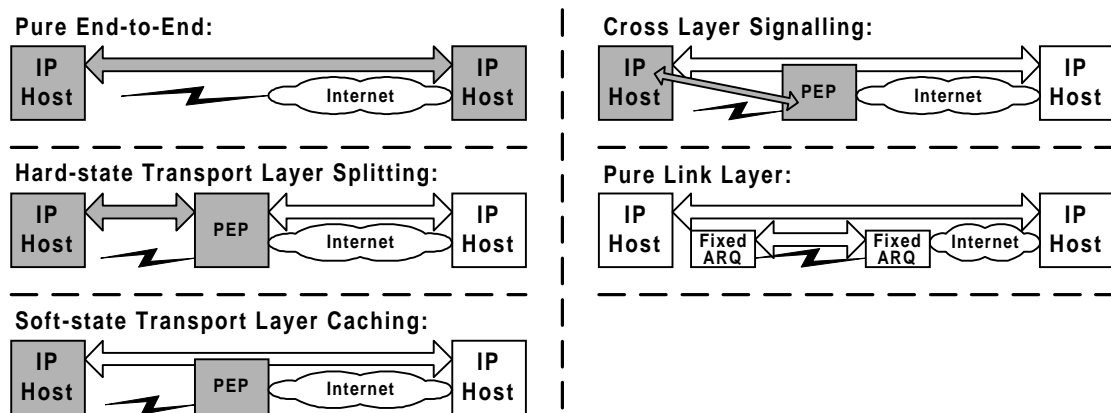 Pure End-to-End:
IP
Host
Internet
IP
Host
Hard-state Transport Layer Splitting:
IP
Host
PEP
Internet
IP
Host
Soft-state Transport Layer Caching:
IP
Host
PEP
Internet
IP
Host
Cross Layer Signalling:
IP
Host
PEP
Internet
IP
Host
Pure Link Layer:
IP
Host
Fixed
ARQ
Fixed
ARQ
Internet
IP
Host